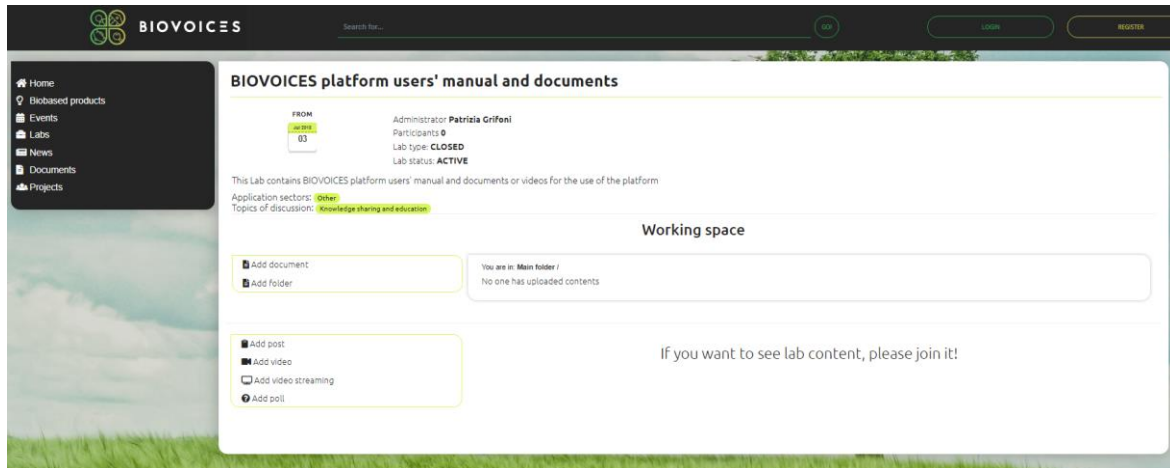 BIOVOICES
Search for...
GO!
LOGIN
REGISTER
Home
Biobased products
Events
Labs
News
Documents
Projects
BIOVOICES platform users' manual and documents
FROM
03
Administrator Patrizia Grifoni
Participants 0
Lab type: CLOSED
Lab status: ACTIVE
This Lab contains BIOVOICES platform users' manual and documents or videos for the use of the platform
Application sectors: Other
Topics of discussion: Knowledge sharing and education
Working space
Add document
Add folder
You are in: Main folder /
No one has uploaded contents
Add post
Add video
Add video streaming
Add poll
If you want to see lab content, please join it!